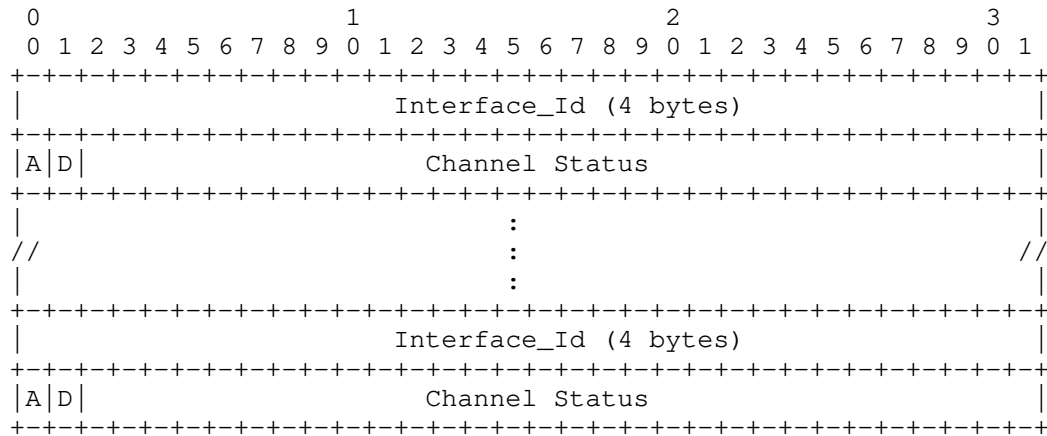 0                   1                   2                   3
 0 1 2 3 4 5 6 7 8 9 0 1 2 3 4 5 6 7 8 9 0 1 2 3 4 5 6 7 8 9 0 1
+-+-+-+-+-+-+-+-+-+-+-+-+-+-+-+-+-+-+-+-+-+-+-+-+-+-+-+-+-+-+-+-+
|                       Interface_Id (4 bytes)                  |
+-+-+-+-+-+-+-+-+-+-+-+-+-+-+-+-+-+-+-+-+-+-+-+-+-+-+-+-+-+-+-+-+
|A|D|                     Channel Status                        |
+-+-+-+-+-+-+-+-+-+-+-+-+-+-+-+-+-+-+-+-+-+-+-+-+-+-+-+-+-+-+-+-+
|                              :                                |
//                             :                               //
|                              :                                |
+-+-+-+-+-+-+-+-+-+-+-+-+-+-+-+-+-+-+-+-+-+-+-+-+-+-+-+-+-+-+-+-+
|                       Interface_Id (4 bytes)                  |
+-+-+-+-+-+-+-+-+-+-+-+-+-+-+-+-+-+-+-+-+-+-+-+-+-+-+-+-+-+-+-+-+
|A|D|                     Channel Status                        |
+-+-+-+-+-+-+-+-+-+-+-+-+-+-+-+-+-+-+-+-+-+-+-+-+-+-+-+-+-+-+-+-+